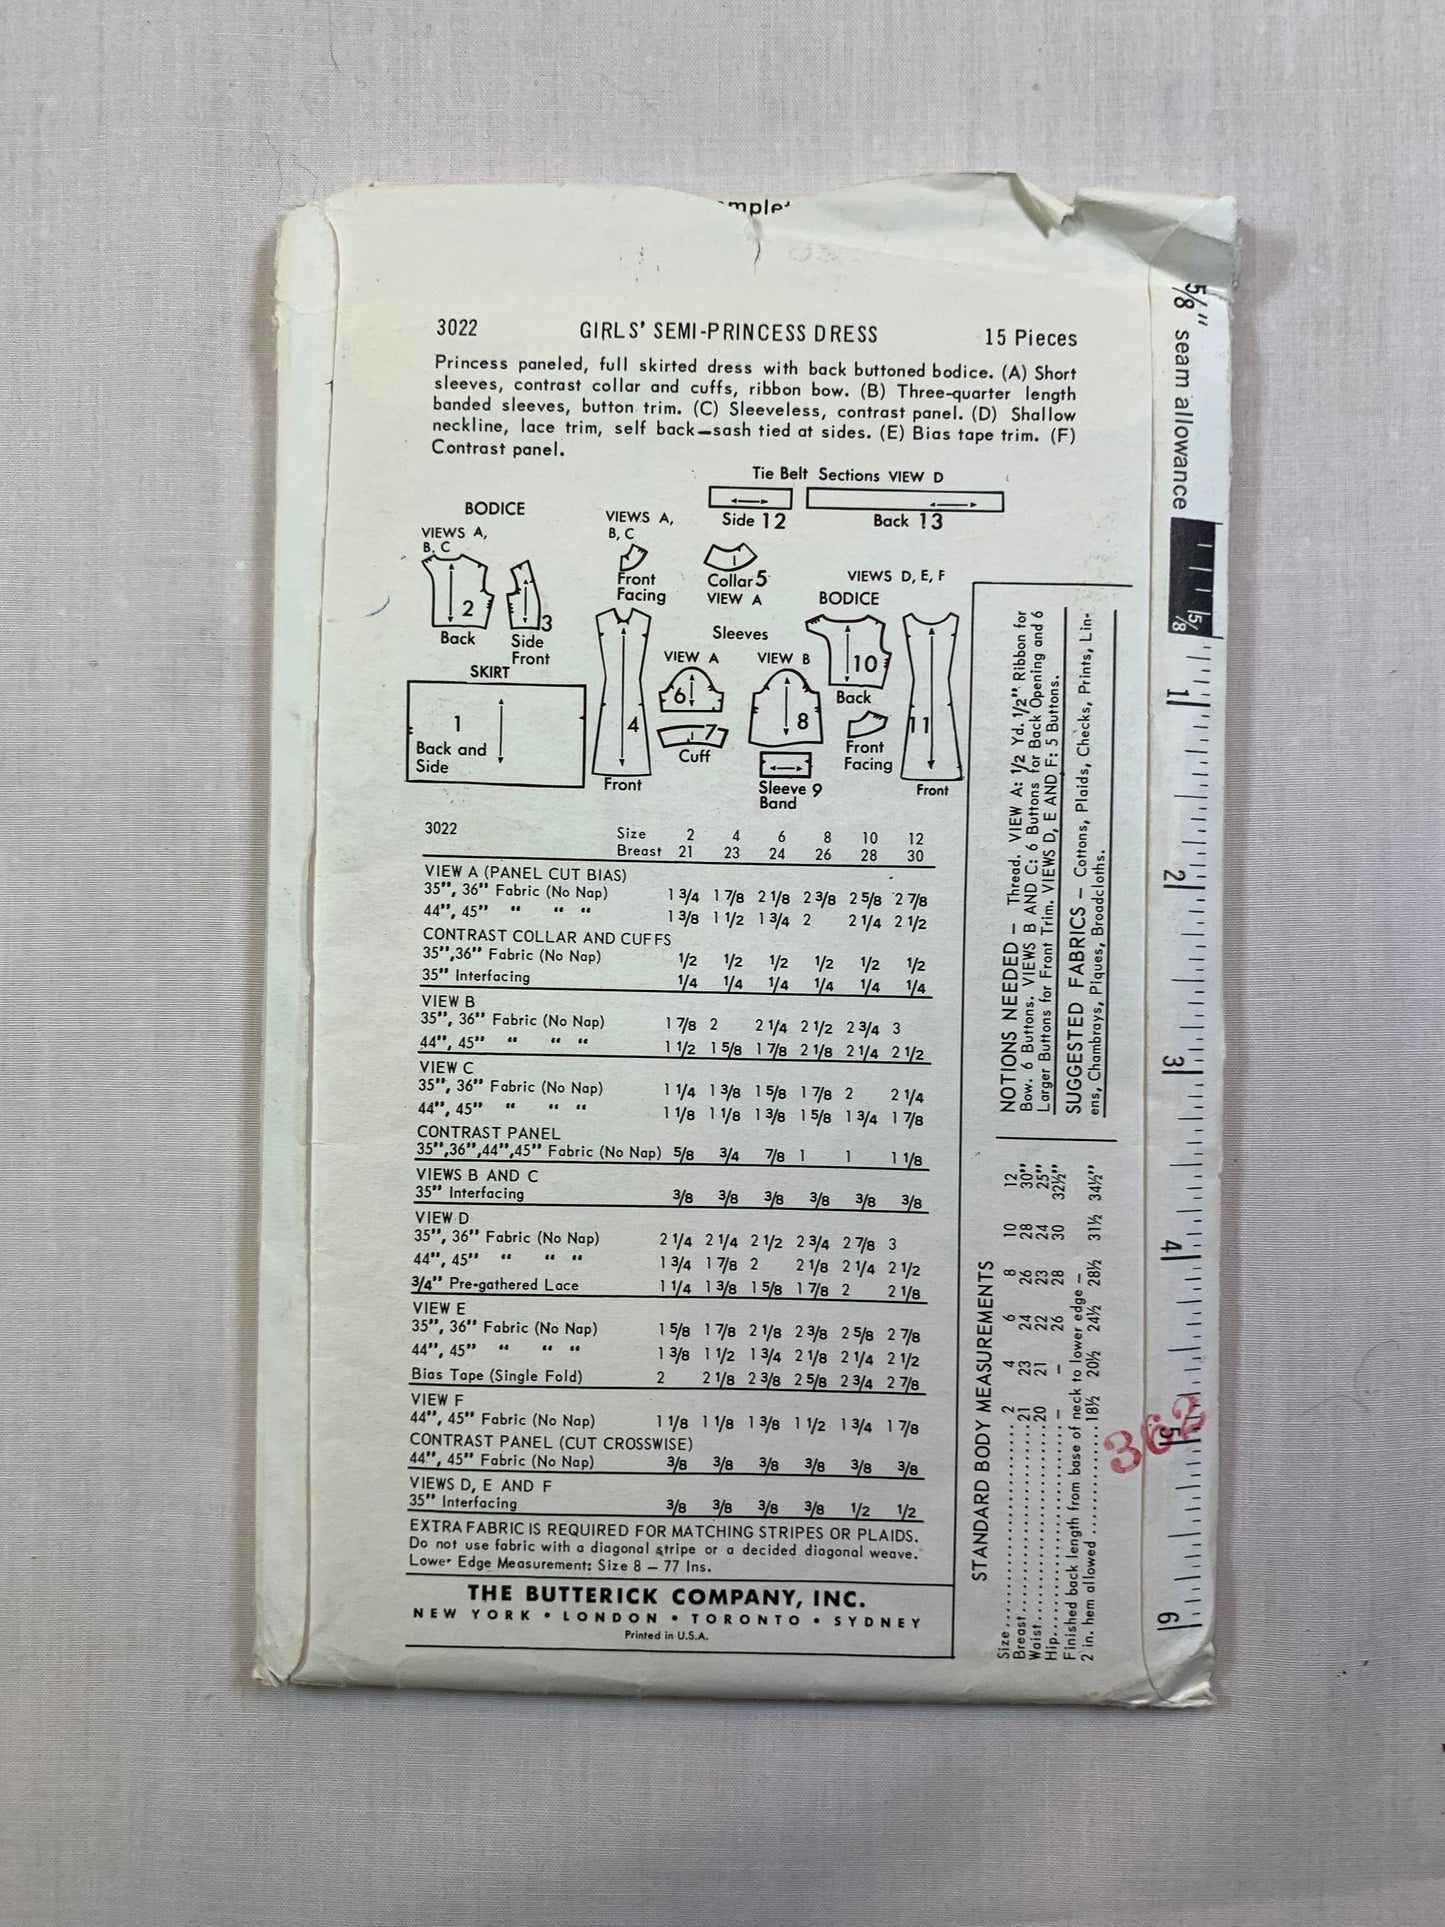 3022 GIRLS' SEMI-PRINCESS DRESS 15 Pieces
Princess paneled, full skirted dress with back buttoned bodice. (A) Short
sleeves, contrast collar and cuffs, ribbon bow. (B) Three-quarter length
banded sleeves, button trim. (C) Sleeveless, contrast panel. (D) Shallow
neckline, lace trim, self back—sash tied at sides. (E) Bias tape trim. (F)
Contrast panel.
Tie Belt Sections VIEW D
Side 12
Back 13
BODICE
VIEWS A,
B, C
2
Back
3
Side
Front
VIEWS A,
B, C
Front
Facing
Collar 5
VIEW A
VIEWS D, E, F
BODICE
10
Back
Front
Facing
11
Front
SKIRT
1
Back and
Side
4
Front
Sleeves
VIEW A
6
7
Cuff
VIEW B
8
Sleeve 9
Band
3022 Size 2 4 6 8 10 12
Breast 21 23 24 26 28 30
VIEW A (PANEL CUT BIAS)
35", 36" Fabric (No Nap) 1 3/4 1 7/8 2 1/8 2 3/8 2 5/8 2 7/8
44", 45" " " " 1 3/8 1 1/2 1 3/4 2 2 1/4 2 1/2
CONTRAST COLLAR AND CUFFS
35",36" Fabric (No Nap) 1/2 1/2 1/2 1/2 1/2 1/2
35" Interfacing 1/4 1/4 1/4 1/4 1/4 1/4
VIEW B
35", 36" Fabric (No Nap) 1 7/8 2 2 1/4 2 1/2 2 3/4 3
44", 45" " " " 1 1/2 1 5/8 1 7/8 2 1/8 2 1/4 2 1/2
VIEW C
35", 36" Fabric (No Nap) 1 1/4 1 3/8 1 5/8 1 7/8 2 2 1/4
44", 45" " " " 1 1/8 1 1/8 1 3/8 1 5/8 1 3/4 1 7/8
CONTRAST PANEL
35",36",44",45" Fabric (No Nap) 5/8 3/4 7/8 1 1 1 1/8
VIEWS B AND C
35" Interfacing 3/8 3/8 3/8 3/8 3/8 3/8
VIEW D
35", 36" Fabric (No Nap) 2 1/4 2 1/4 2 1/2 2 3/4 2 7/8 3
44", 45" " " " 1 3/4 1 7/8 2 2 1/8 2 1/4 2 1/2
3/4" Pre-gathered Lace 1 1/4 1 3/8 1 5/8 1 7/8 2 2 1/8
VIEW E
35", 36" Fabric (No Nap) 1 5/8 1 7/8 2 1/8 2 3/8 2 5/8 2 7/8
44", 45" " " " 1 3/8 1 1/2 1 3/4 2 1/8 2 1/4 2 1/2
Bias Tape (Single Fold) 2 2 1/8 2 3/8 2 5/8 2 3/4 2 7/8
VIEW F
44", 45" Fabric (No Nap) 1 1/8 1 1/8 1 3/8 1 1/2 1 3/4 1 7/8
CONTRAST PANEL (CUT CROSSWISE)
44", 45" Fabric (No Nap) 3/8 3/8 3/8 3/8 3/8 3/8
VIEWS D, E AND F
35" Interfacing 3/8 3/8 3/8 3/8 1/2 1/2
EXTRA FABRIC IS REQUIRED FOR MATCHING STRIPES OR PLAIDS.
Do not use fabric with a diagonal stripe or a decided diagonal weave.
Lower Edge Measurement: Size 8 — 77 Ins.
THE BUTTERICK COMPANY, INC.
NEW YORK • LONDON • TORONTO • SYDNEY
Printed in U.S.A.
NOTIONS NEEDED — Thread. VIEW A: 1/2 Yd. 1/2" Ribbon for
Bow. 6 Buttons. VIEWS B AND C: 6 Buttons for Back Opening and 6
Larger Buttons for Front Trim. VIEWS D, E AND F: 5 Buttons.
SUGGESTED FABRICS — Cottons, Plaids, Checks, Prints, Lin-
ens, Chambrays, Piques, Broadcloths.
STANDARD BODY MEASUREMENTS
Size 2 4 6 8 10 12
Breast 21 23 24 26 28 30"
Waist 20 21 22 23 24 25"
Hip — — 26 28 30 32½"
Finished back length from base of neck to lower edge —
2 in. hem allowed 18½ 20½ 24½ 28½ 31½ 34½"
5/8" seam allowance
5/8
1
2
3
4
5
6